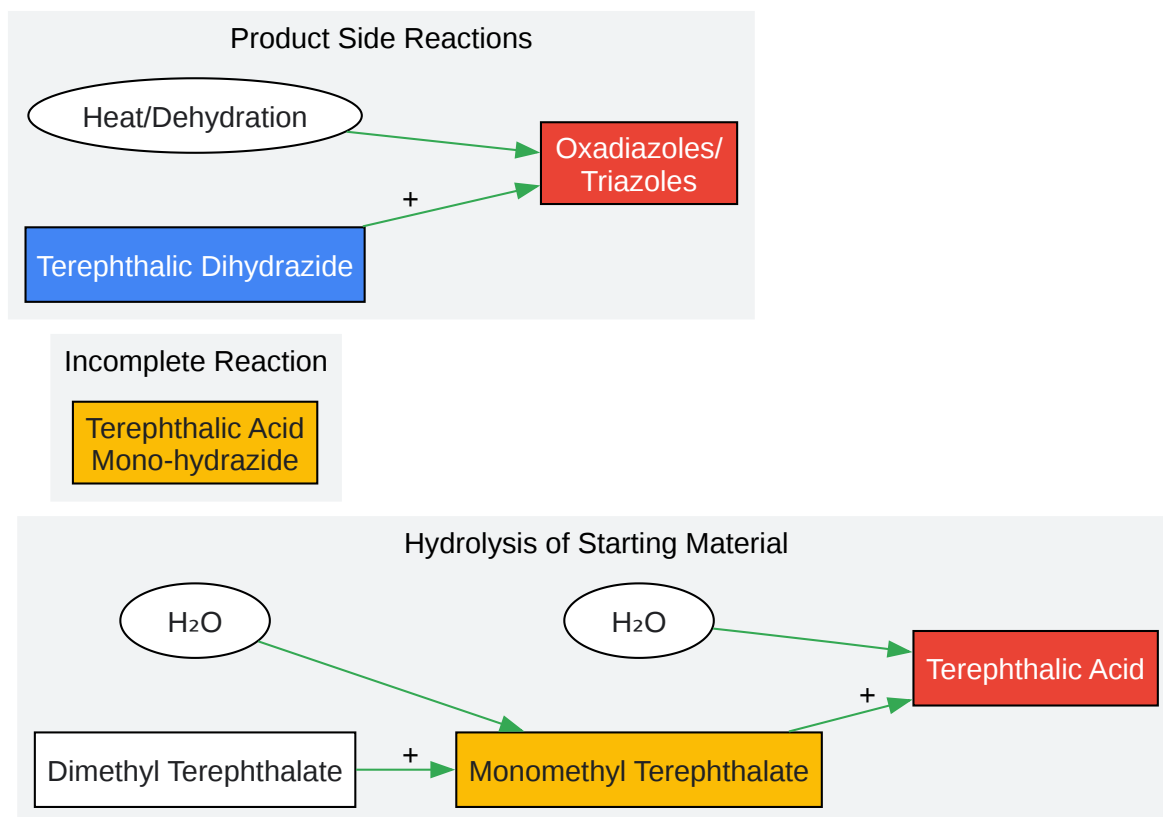 Product Side Reactions
Heat/Dehydration
Oxadiazoles/
Triazoles
+
Terephthalic Dihydrazide
Incomplete Reaction
Terephthalic Acid
Mono-hydrazide
Hydrolysis of Starting Material
H₂O
H₂O
Terephthalic Acid
+
+
Dimethyl Terephthalate
Monomethyl Terephthalate